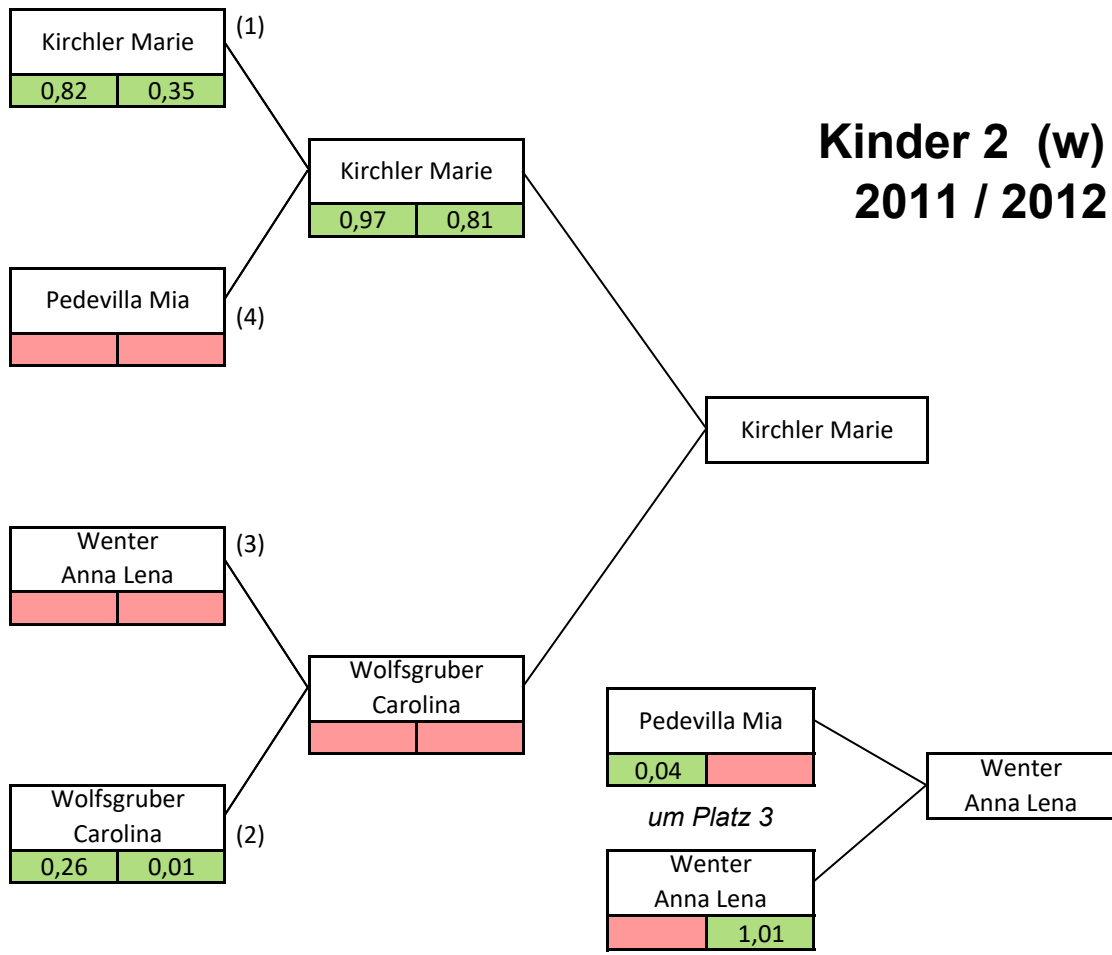 Kirchler Marie
(1)
0,82 0,35
Kinder 2 (w)
2011 / 2012
Kirchler Marie
0,97 0,81
Pedevilla Mia
(4)
Kirchler Marie
Wenter
Anna Lena
(3)
Wolfsgruber
Carolina
Wolfsgruber
Carolina
(2)
0,26 0,01
Pedevilla Mia
0,04
um Platz 3
Wenter
Anna Lena
1,01
Wenter
Anna Lena